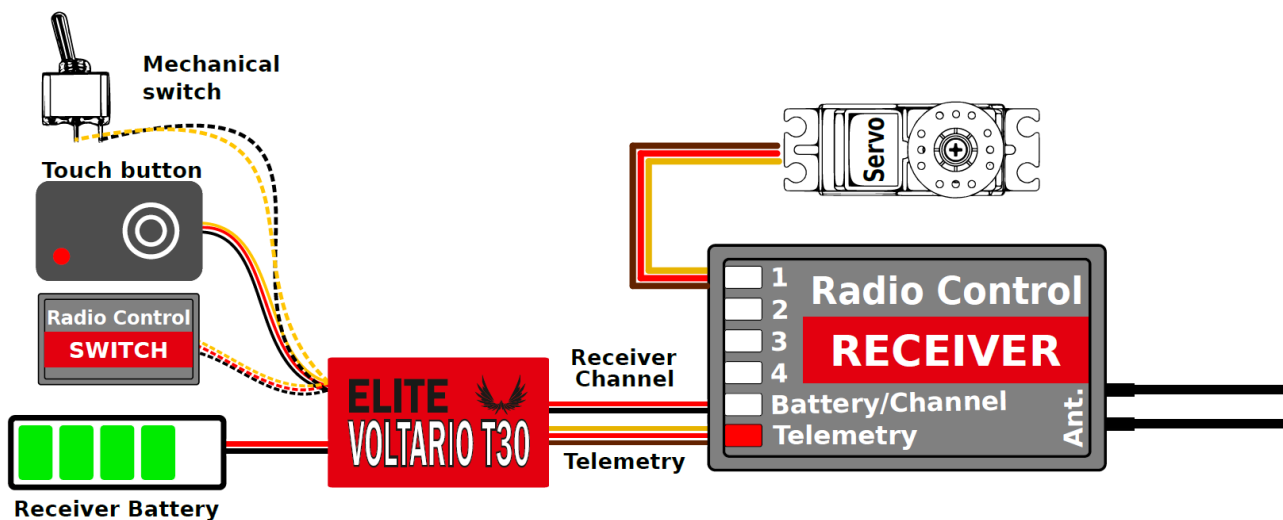 Mechanical
switch
Touch button
Radio Control
SWITCH
Receiver Battery
ELITE
VOLTARIO T30
Receiver
Channel
Telemetry
Servo
1
2
3
4
Radio Control
RECEIVER
Battery/Channel
Telemetry
Ant.